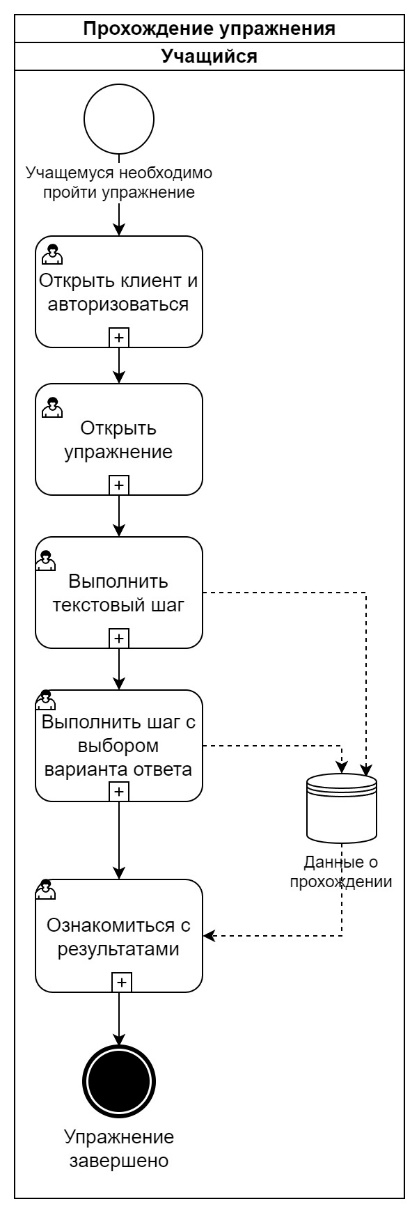 Прохождение упражнения
Учащийся
Учащемуся необходимо
пройти упражнение
Открыть клиент и
авторизоваться
Открыть
упражнение
Выполнить
текстовый шаг
Выполнить шаг с
выбором
варианта ответа
Данные о
прохождении
Ознакомиться с
результатами
Упражнение
завершено